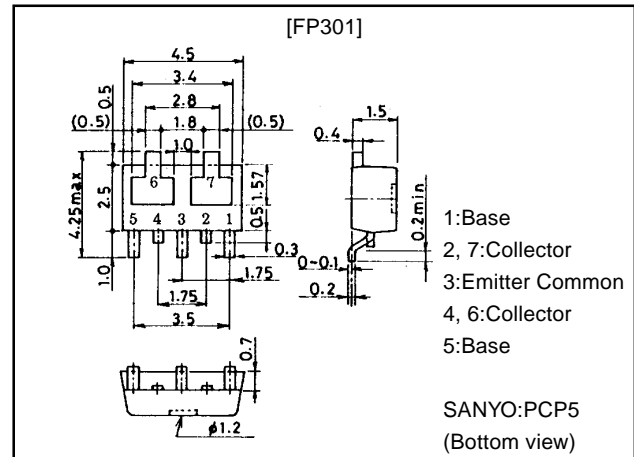 [FP301]
4.5
3.4
2.8
(0.5) 1.8 (0.5)
1.0
0.5
4.25max
2.5
1.0
6 7
1.57
0.5
5 4 3 2 1
0.3
1.75
1.75
3.5
1.5
0.4
0.2min
0~0.1
0.2
1:Base
2, 7:Collector
3:Emitter Common
4, 6:Collector
5:Base
0.7
φ1.2
SANYO:PCP5
(Bottom view)